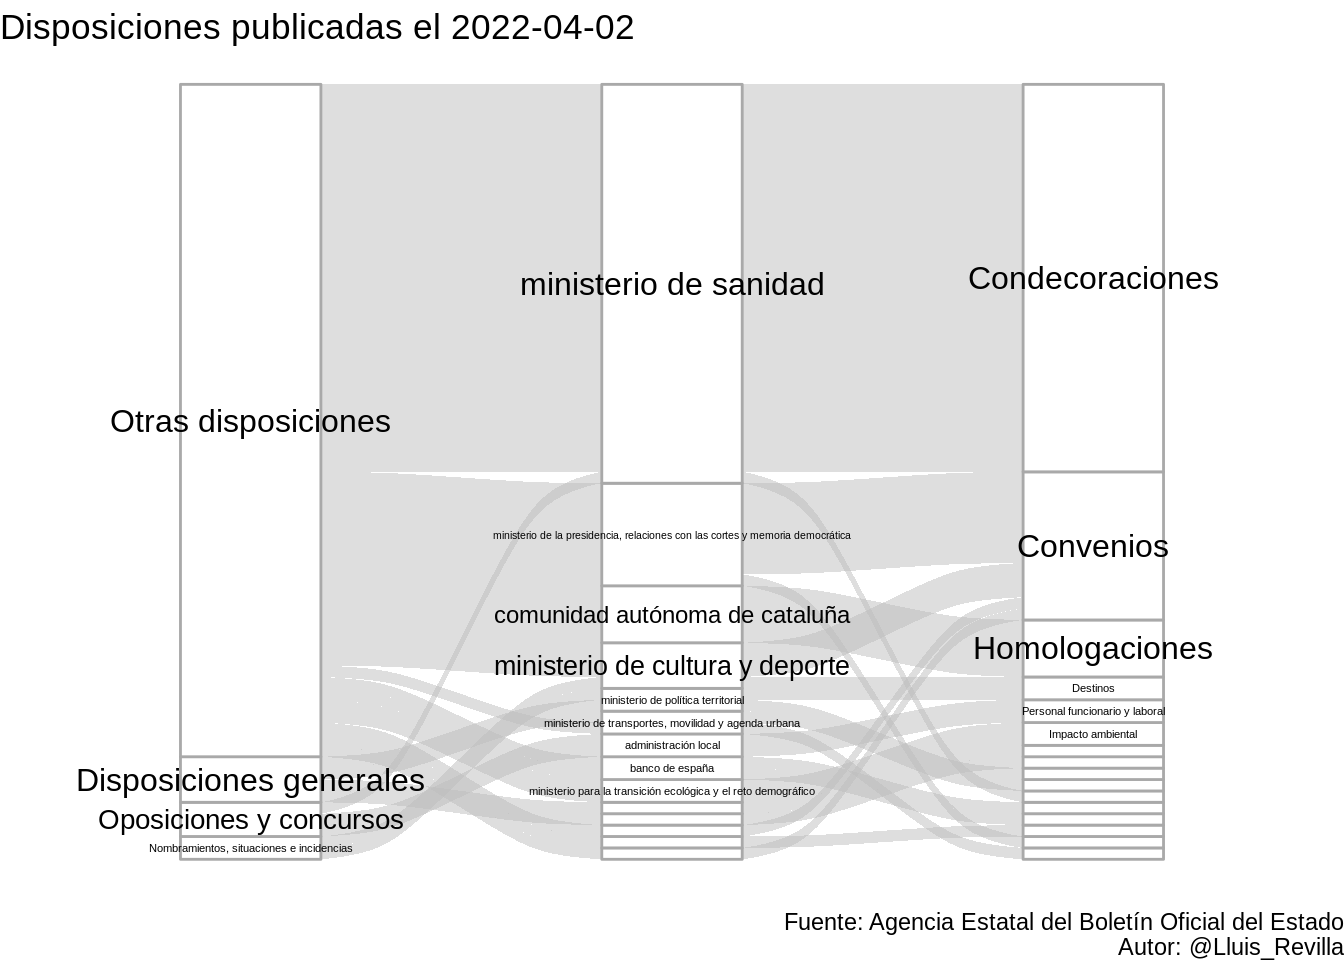 Disposiciones publicadas el 2022-04-02
Otras disposiciones
Disposiciones generales
Oposiciones y concursos
Nombramientos, situaciones e incidencias
ministerio de sanidad
ministerio de la presidencia, relaciones con las cortes y memoria democrática
comunidad autónoma de cataluña
ministerio de cultura y deporte
ministerio de política territorial
ministerio de transportes, movilidad y agenda urbana
administración local
banco de españa
ministerio para la transición ecológica y el reto demográfico
Condecoraciones
Convenios
Homologaciones
Destinos
Personal funcionario y laboral
Impacto ambiental
Fuente: Agencia Estatal del Boletín Oficial del Estado
Autor: @Lluis_Revilla